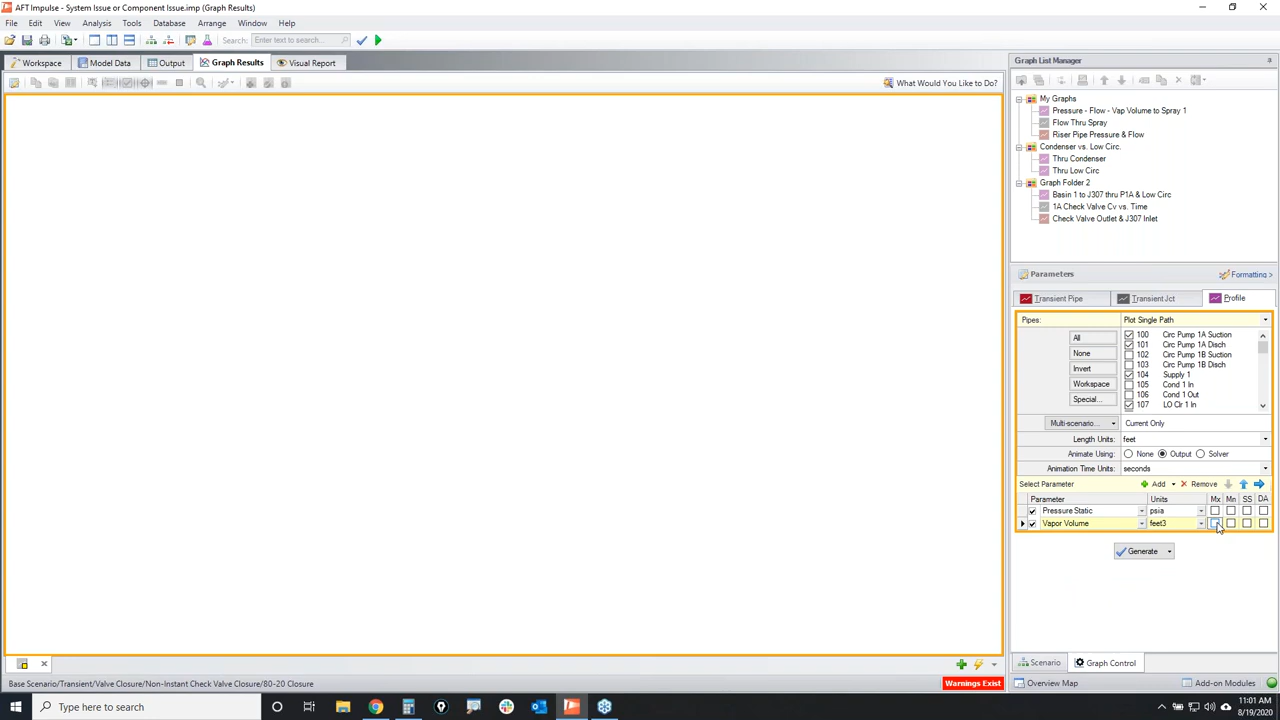 AFT Impulse - System Issue or Component Issue.imp (Graph Results)
File Edit View Analysis Tools Database Arrange Window Help
Search: Enter text to search...
Workspace Model Data Output Graph Results Visual Report
What Would You Like to Do?
Graph List Manager
My Graphs
Pressure - Flow - Vap Volume to Spray 1
Flow Thru Spray
Riser Pipe Pressure & Flow
Condenser vs. Low Circ.
Thru Condenser
Thru Low Circ
Graph Folder 2
Basin 1 to J307 thru P1A & Low Circ
1A Check Valve Cv vs. Time
Check Valve Outlet & J307 Inlet
Parameters Formatting >
Transient Pipe Transient Jct Profile
Pipes: Plot Single Path
All
None
Invert
Workspace
Special...
100 Circ Pump 1A Suction
101 Circ Pump 1A Disch
102 Circ Pump 1B Suction
103 Circ Pump 1B Disch
104 Supply 1
105 Cond 1 In
106 Cond 1 Out
107 LO Clr 1 In
Multi-scenario... Current Only
Length Units: feet
Animate Using: None Output Solver
Animation Time Units: seconds
Select Parameter Add Remove
Parameter Units Mx Mn SS DA
Pressure Static psia
Vapor Volume feet3
Generate
Scenario Graph Control
Base Scenario/Transient/Valve Closure/Non-Instant Check Valve Closure/80-20 Closure
Warnings Exist
Overview Map Add-on Modules
Type here to search
11:01 AM
8/19/2020